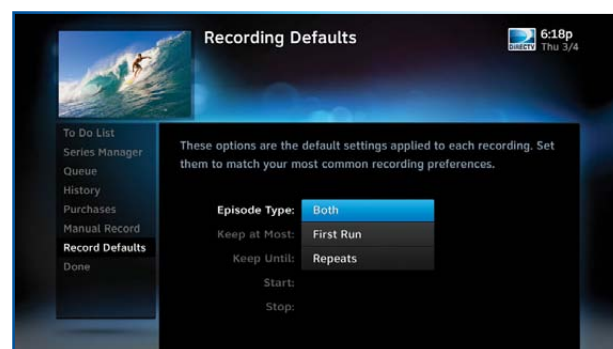 Recording Defaults
DIRECTV
6:18p
Thu 3/4
To Do List
Series Manager
Queue
History
Purchases
Manual Record
Record Defaults
Done
These options are the default settings applied to each recording. Set
them to match your most common recording preferences.
Episode Type: Both
Keep at Most: First Run
Keep Until: Repeats
Start:
Stop: